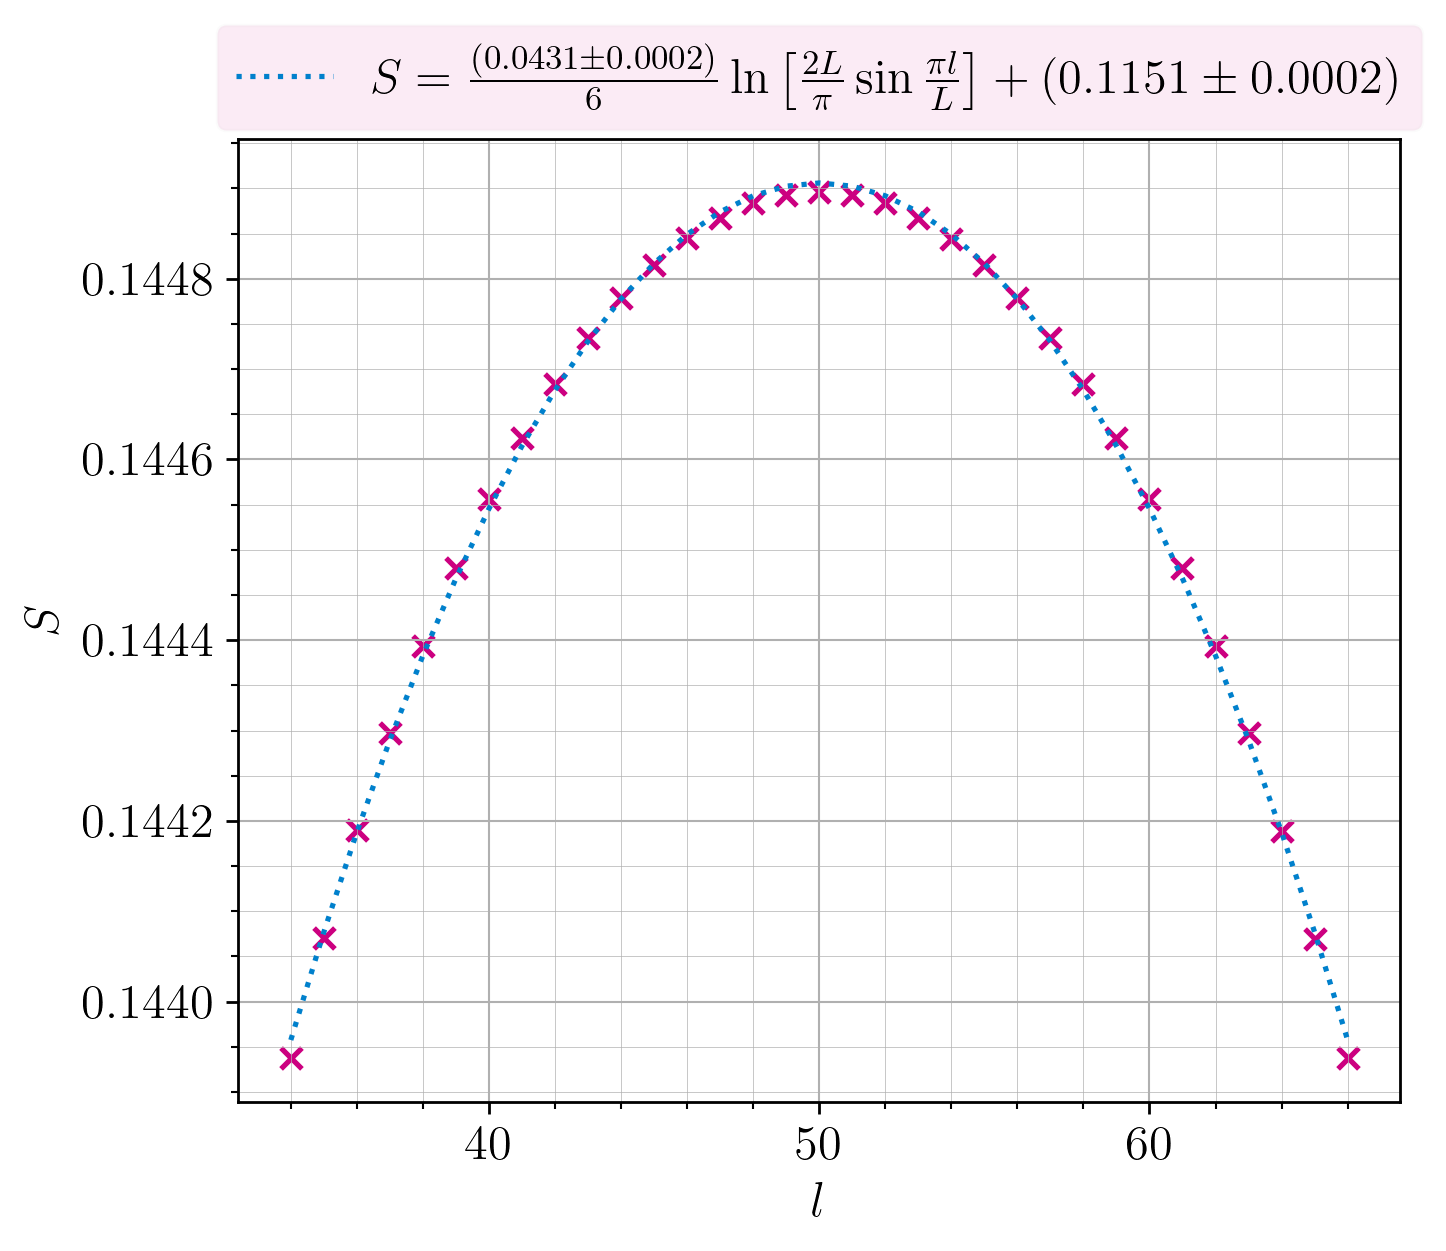 S = (0.0431±0.0002)/6 ln [2L/π sin πl/L] + (0.1151 ± 0.0002)
0.1448
0.1446
0.1444
0.1442
0.1440
S
40 50 60
l